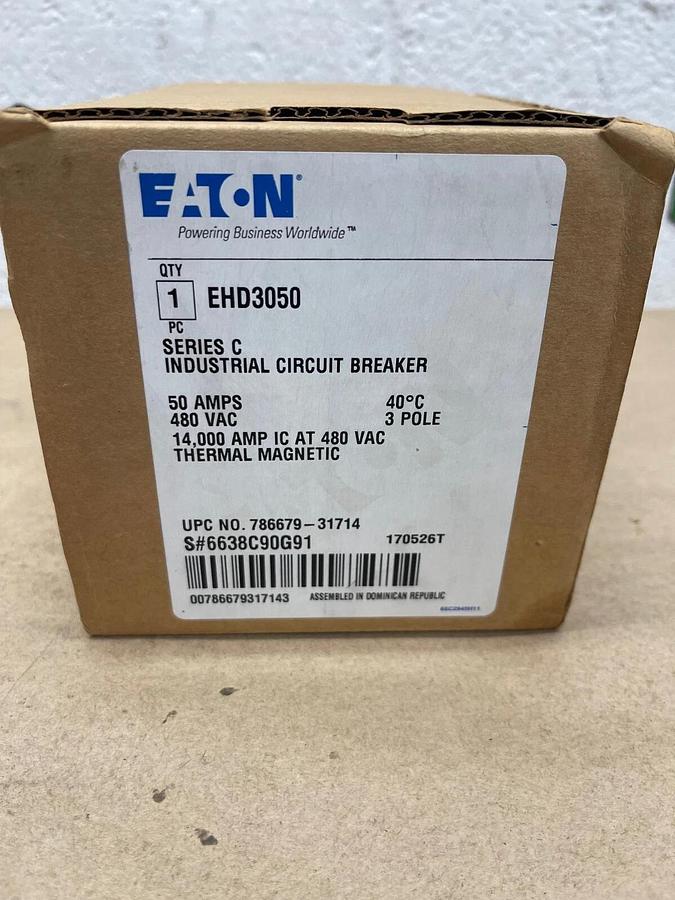 EATON®
Powering Business Worldwide™
QTY
1 EHD3050
PC
SERIES C
INDUSTRIAL CIRCUIT BREAKER
50 AMPS 40°C
480 VAC 3 POLE
14,000 AMP IC AT 480 VAC
THERMAL MAGNETIC
UPC NO. 786679-31714
S#6638C90G91 170526T
00786679317143 ASSEMBLED IN DOMINICAN REPUBLIC